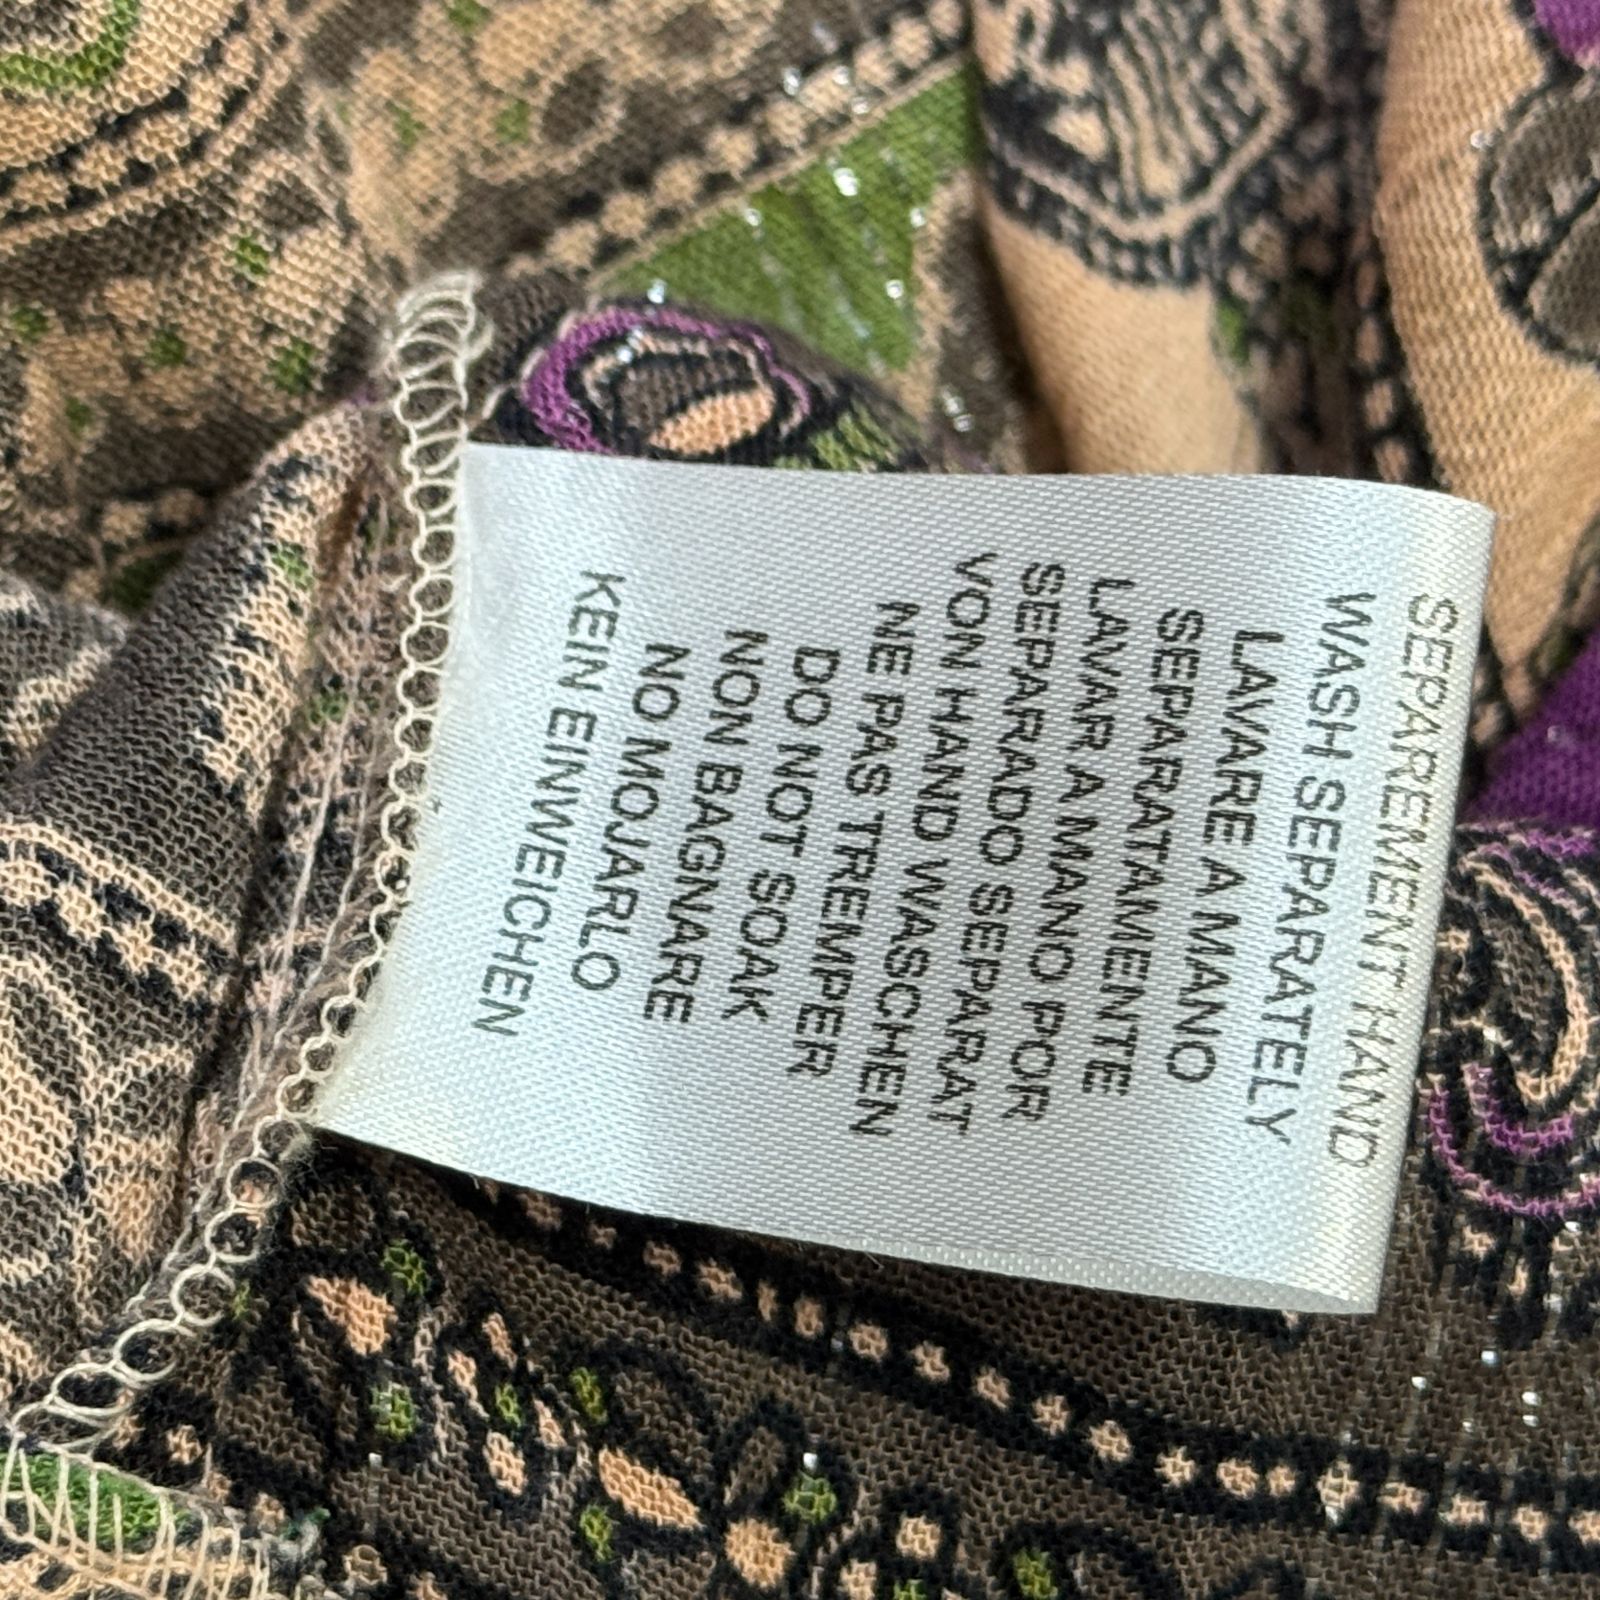 SEPAREMENT HAND
WASH SEPARATELY
LAVARE A MANO
SEPARATAMENTE
LAVAR A MANO POR
SEPARADO SEPARAT
VON HAND WASCHEN
NE PAS TREMPER
DO NOT SOAK
NON BAGNARE
NO MOJARLO
KEIN EINWEICHEN